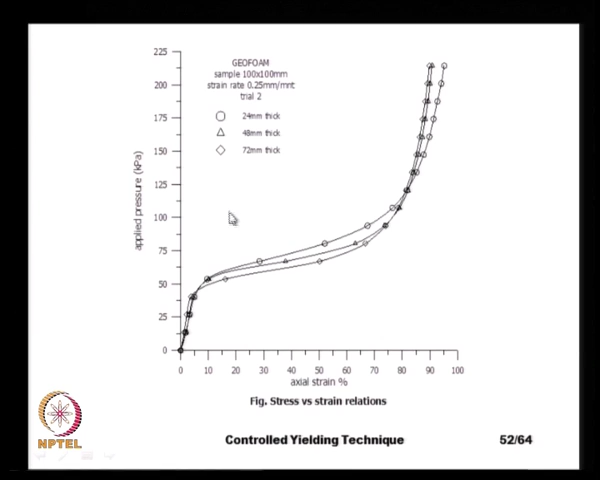 225
200
175
150
125
100
75
50
25
0
applied pressure (kPa)
GEOFOAM
sample 100x100mm
strain rate 0.25mm/mnt
trial 2
24mm thick
48mm thick
72mm thick
0 10 20 30 40 50 60 70 80 90 100
axial strain %
Fig. Stress vs strain relations
NPTEL
Controlled Yielding Technique 52/64